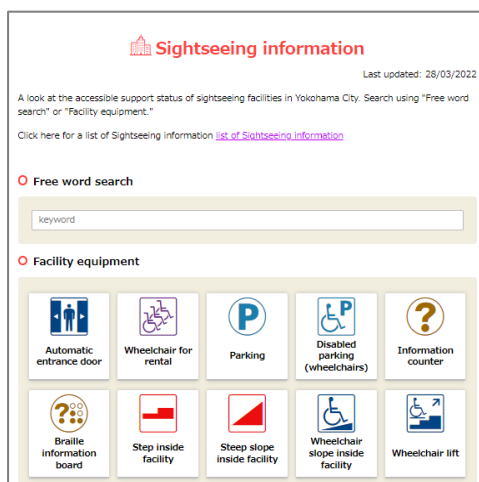 Sightseeing information
Last updated: 28/03/2022
A look at the accessible support status of sightseeing facilities in Yokohama City. Search using "Free word
search" or "Facility equipment."
Click here for a list of Sightseeing information list of Sightseeing information
Free word search
keyword
Facility equipment
Automatic
entrance door
Wheelchair for
rental
P
Parking
P
Disabled
parking
(wheelchairs)
?
Information
counter
?
Braille
information
board
Step inside
facility
Steep slope
inside facility
Wheelchair
slope inside
facility
Wheelchair lift